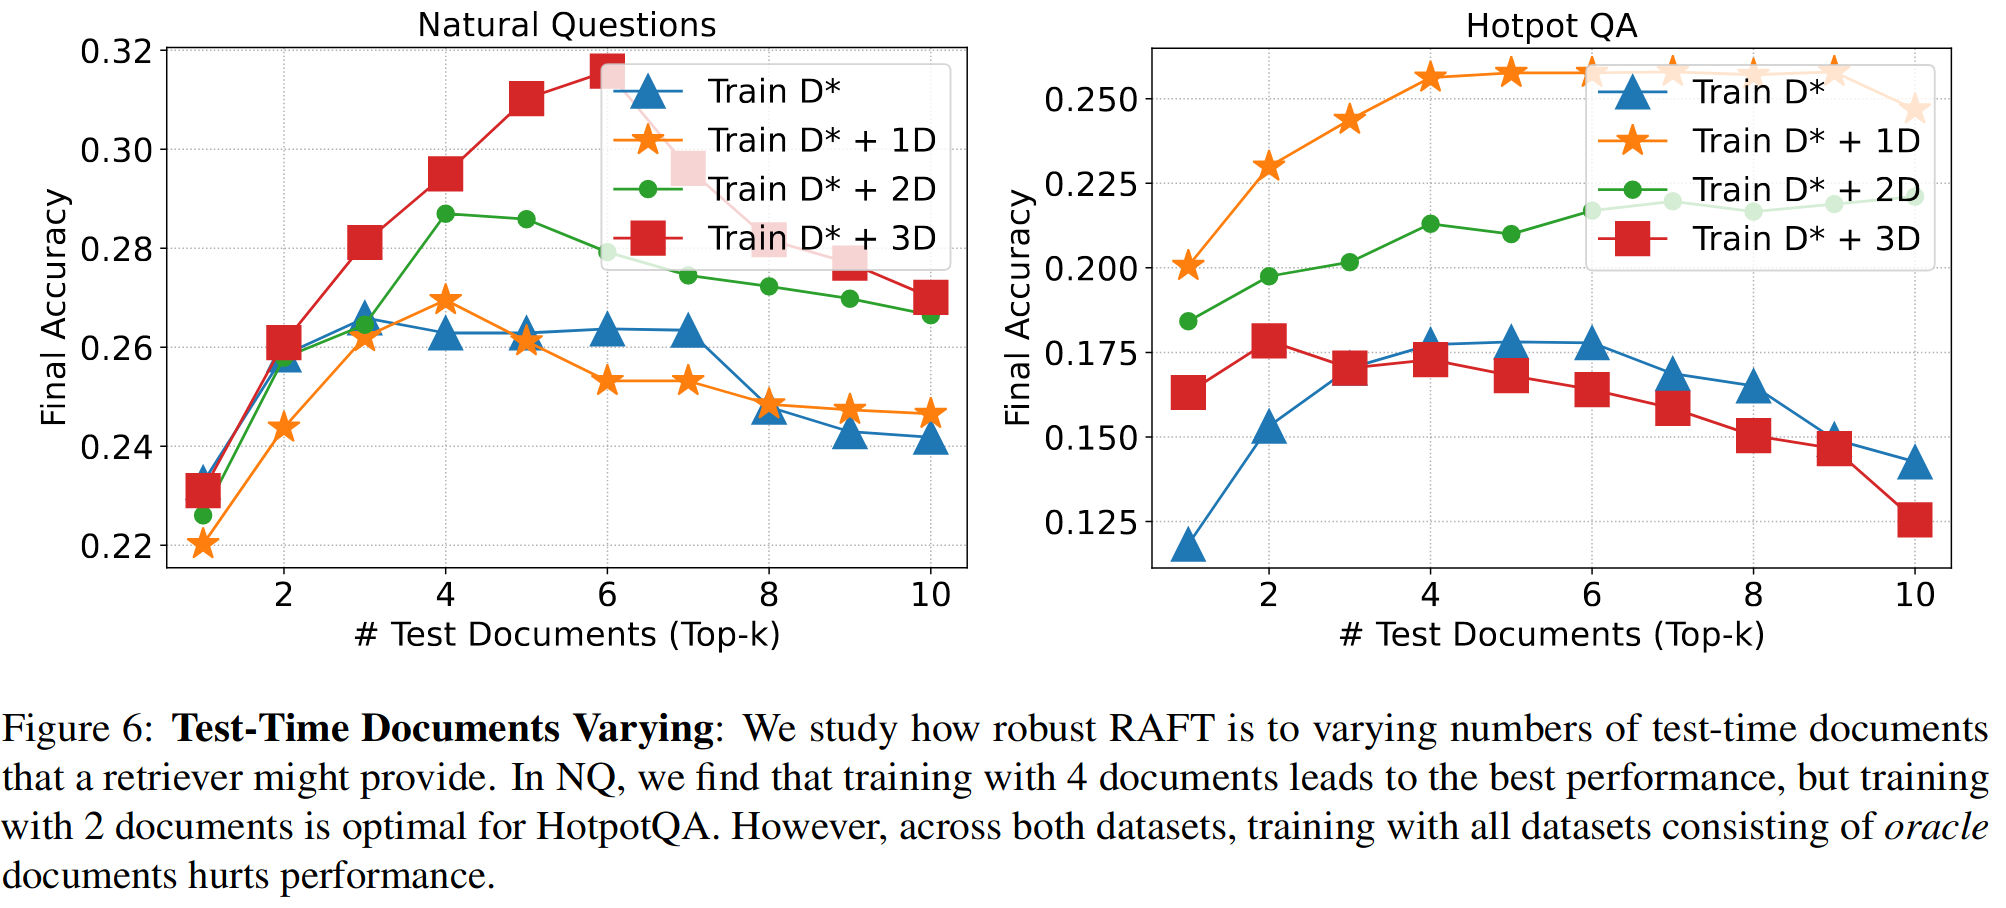 Natural Questions
0.32
0.30
0.28
0.26
0.24
0.22
Final Accuracy
2 4 6 8 10
# Test Documents (Top-k)
Train D*
Train D* + 1D
Train D* + 2D
Train D* + 3D
Hotpot QA
0.250
0.225
0.200
0.175
0.150
0.125
Final Accuracy
2 4 6 8 10
# Test Documents (Top-k)
Train D*
Train D* + 1D
Train D* + 2D
Train D* + 3D
Figure 6: Test-Time Documents Varying: We study how robust RAFT is to varying numbers of test-time documents
that a retriever might provide. In NQ, we find that training with 4 documents leads to the best performance, but training
with 2 documents is optimal for HotpotQA. However, across both datasets, training with all datasets consisting of oracle
documents hurts performance.